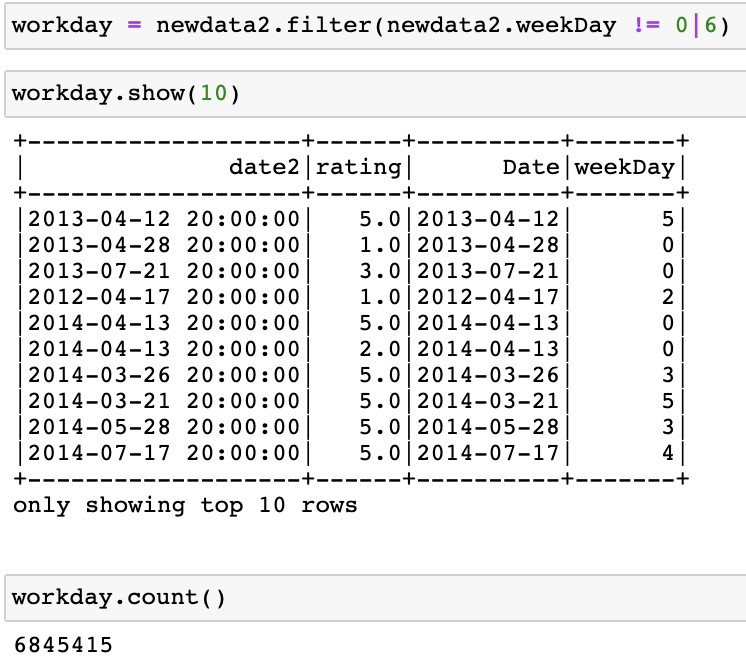 workday = newdata2.filter(newdata2.weekDay != 0|6)
workday.show(10)
+-------------------+------+----------+-------+
|              date2|rating|      Date|weekDay|
+-------------------+------+----------+-------+
|2013-04-12 20:00:00|   5.0|2013-04-12|      5|
|2013-04-28 20:00:00|   1.0|2013-04-28|      0|
|2013-07-21 20:00:00|   3.0|2013-07-21|      0|
|2012-04-17 20:00:00|   1.0|2012-04-17|      2|
|2014-04-13 20:00:00|   5.0|2014-04-13|      0|
|2014-04-13 20:00:00|   2.0|2014-04-13|      0|
|2014-03-26 20:00:00|   5.0|2014-03-26|      3|
|2014-03-21 20:00:00|   5.0|2014-03-21|      5|
|2014-05-28 20:00:00|   5.0|2014-05-28|      3|
|2014-07-17 20:00:00|   5.0|2014-07-17|      4|
+-------------------+------+----------+-------+
only showing top 10 rows
workday.count()
6845415